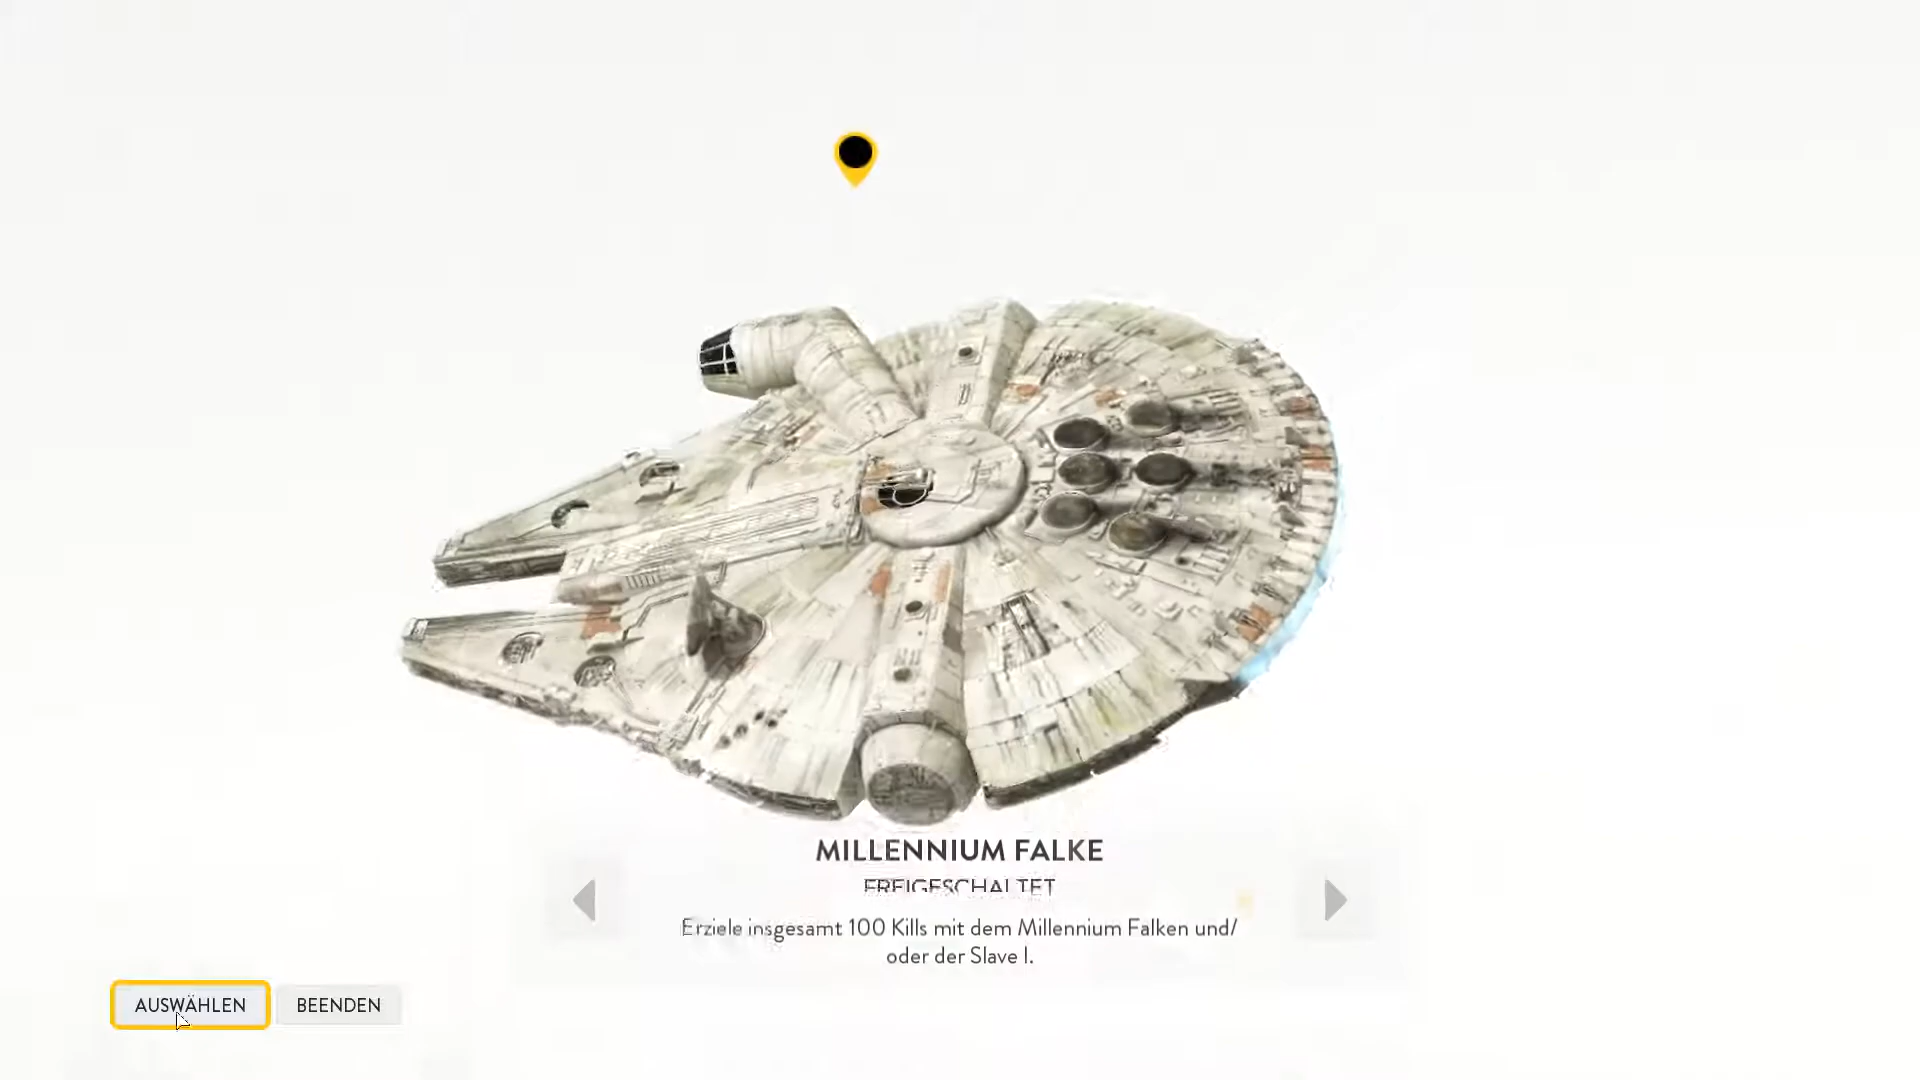 MILLENNIUM FALKE
FREIGESCHALTET
Erziele insgesamt 100 Kills mit dem Millennium Falken und/
oder der Slave I.
AUSWÄHLEN
BEENDEN